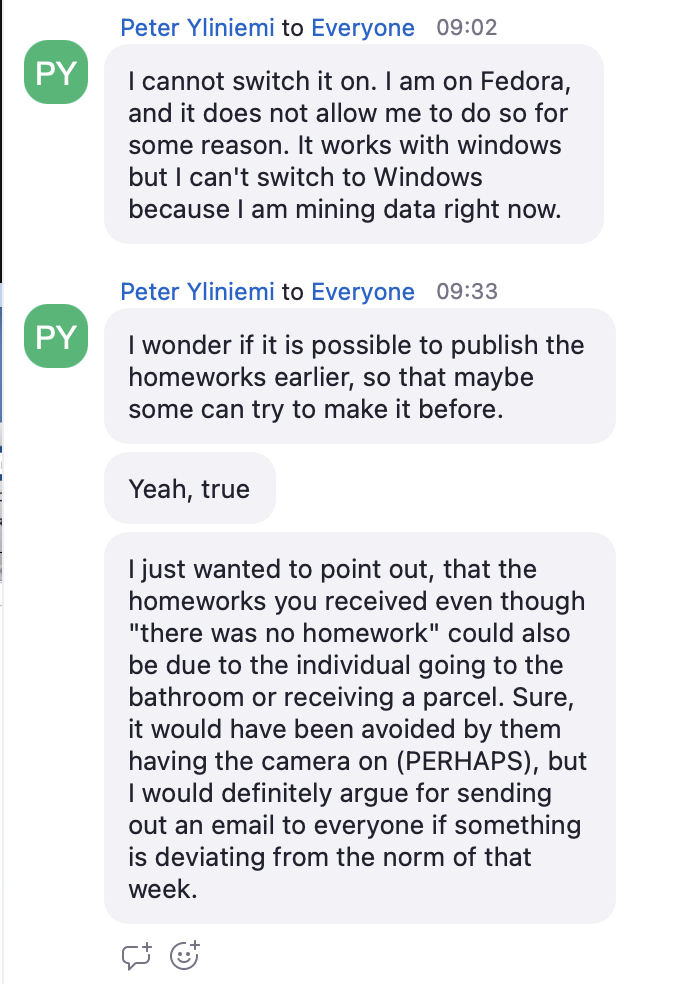 Peter Yliniemi to Everyone 09:02
PY
I cannot switch it on. I am on Fedora,
and it does not allow me to do so for
some reason. It works with windows
but I can't switch to Windows
because I am mining data right now.
Peter Yliniemi to Everyone 09:33
PY
I wonder if it is possible to publish the
homeworks earlier, so that maybe
some can try to make it before.
Yeah, true
I just wanted to point out, that the
homeworks you received even though
"there was no homework" could also
be due to the individual going to the
bathroom or receiving a parcel. Sure,
it would have been avoided by them
having the camera on (PERHAPS), but
I would definitely argue for sending
out an email to everyone if something
is deviating from the norm of that
week.